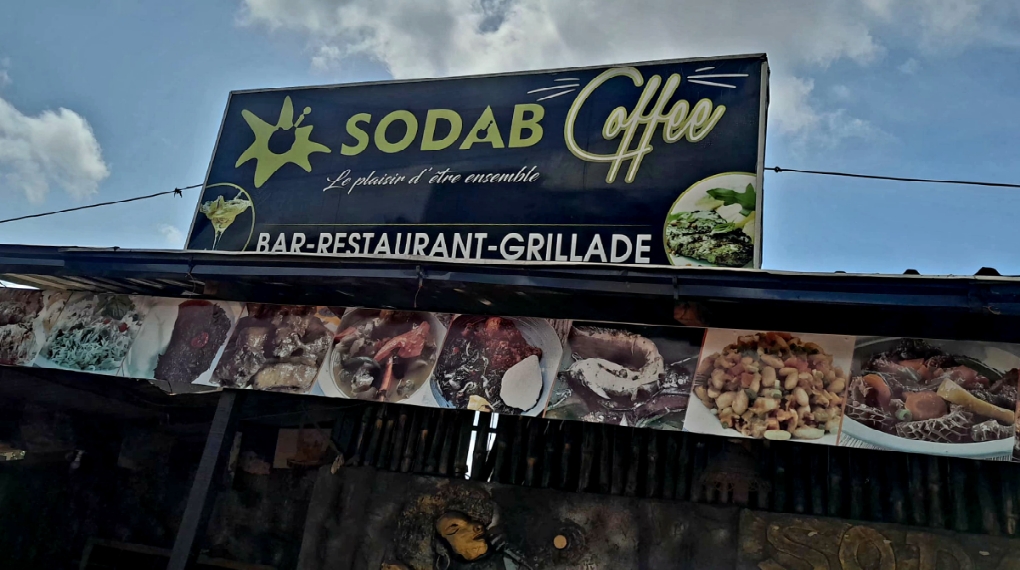 SODAB Coffee
Le plaisir d'être ensemble
BAR-RESTAURANT-GRILLADE